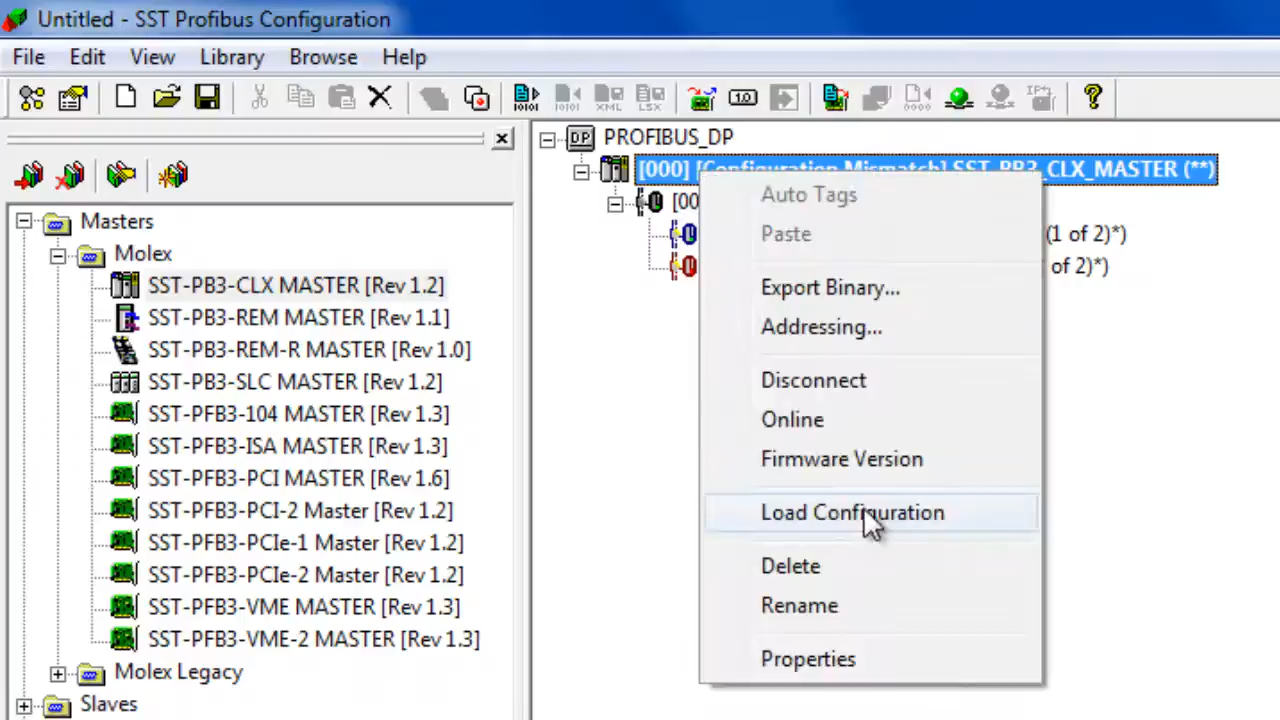 Untitled - SST Profibus Configuration
File Edit View Library Browse Help
PROFIBUS_DP
[000] [Configuration Mismatch] SST_PB3_CLX_MASTER (**)
[00
(1 of 2)*)
of 2)*)
Masters
Molex
SST-PB3-CLX MASTER [Rev 1.2]
SST-PB3-REM MASTER [Rev 1.1]
SST-PB3-REM-R MASTER [Rev 1.0]
SST-PB3-SLC MASTER [Rev 1.2]
SST-PFB3-104 MASTER [Rev 1.3]
SST-PFB3-ISA MASTER [Rev 1.3]
SST-PFB3-PCI MASTER [Rev 1.6]
SST-PFB3-PCI-2 Master [Rev 1.2]
SST-PFB3-PCIe-1 Master [Rev 1.2]
SST-PFB3-PCIe-2 Master [Rev 1.2]
SST-PFB3-VME MASTER [Rev 1.3]
SST-PFB3-VME-2 MASTER [Rev 1.3]
Molex Legacy
Slaves
Auto Tags
Paste
Export Binary...
Addressing...
Disconnect
Online
Firmware Version
Load Configuration
Delete
Rename
Properties